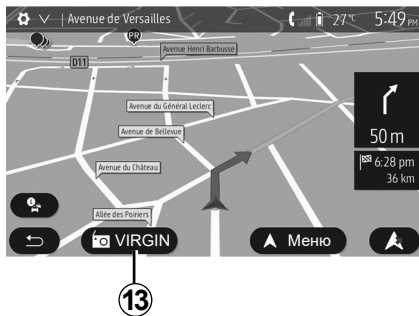 Avenue de Versailles
27°C
5:49 PM
PR
Avenue Henri Barbusse
D11
Avenue du Général Leclerc
Avenue de Bellevue
50 m
6:28 pm
36 km
Avenue du Château
Allée des Poiriers
VIRGIN
Меню
13